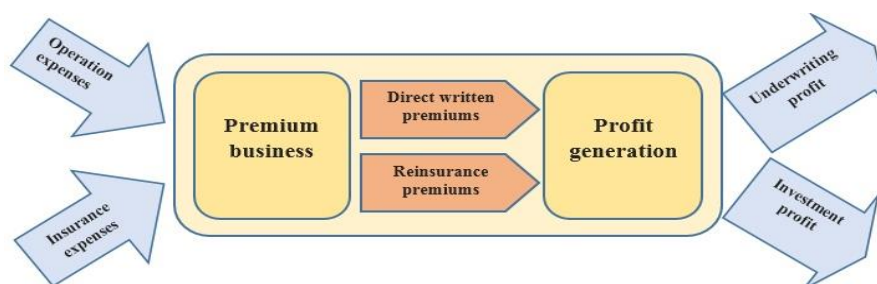 Operation
expenses
Insurance
expenses
Premium
business
Direct written
premiums
Reinsurance
premiums
Profit
generation
Underwriting
profit
Investment
profit